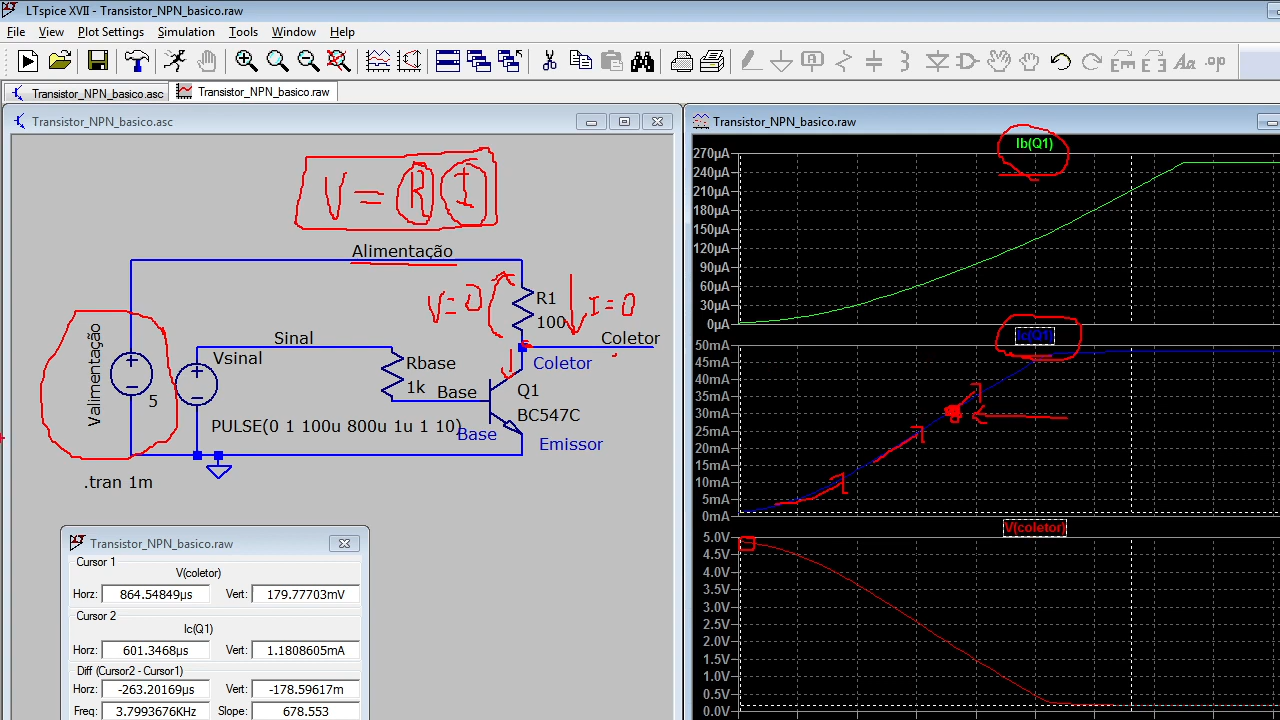 LTspice XVII - Transistor_NPN_basico.raw
File View Plot Settings Simulation Tools Window Help
Transistor_NPN_basico.asc
Transistor_NPN_basico.raw
Transistor_NPN_basico.asc
V = R I
Alimentação
V=0
R1
100
I=0
Sinal
Coletor
Valimentação
5
Vsinal
Rbase
1k
Coletor
Base
Q1
BC547C
PULSE(0 1 100u 800u 1u 1 10)
Base
Emissor
.tran 1m
Transistor_NPN_basico.raw
Cursor 1
V(coletor)
Horz: 864.54649µs Vert: 179.77703mV
Cursor 2
Ic(Q1)
Horz: 601.3468µs Vert: 1.1808605mA
Diff (Cursor2 - Cursor1)
Horz: -263.20169µs Vert: -178.59617m
Freq: 3.7993676KHz Slope: 678.553
Transistor_NPN_basico.raw
Ib(Q1)
270µA
240µA
210µA
180µA
150µA
120µA
90µA
60µA
30µA
0µA
Ic(Q1)
50mA
45mA
40mA
35mA
30mA
25mA
20mA
15mA
10mA
5mA
0mA
V(coletor)
5.0V
4.5V
4.0V
3.5V
3.0V
2.5V
2.0V
1.5V
1.0V
0.5V
0.0V